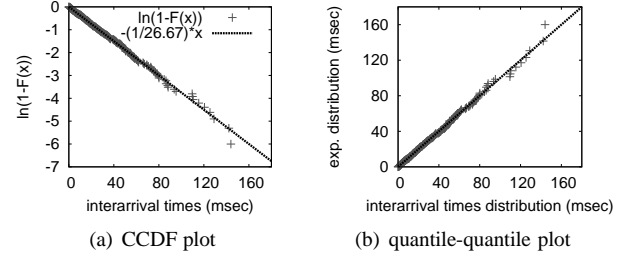 ln(1-F(x))
-(1/26.67)*x
0
-1
-2
-3
-4
-5
-6
-7
ln(1-F(x))
0 40 80 120 160
interarrival times (msec)
(a) CCDF plot
160
120
80
40
0
exp. distribution (msec)
0 40 80 120 160
interarrival times distribution (msec)
(b) quantile-quantile plot